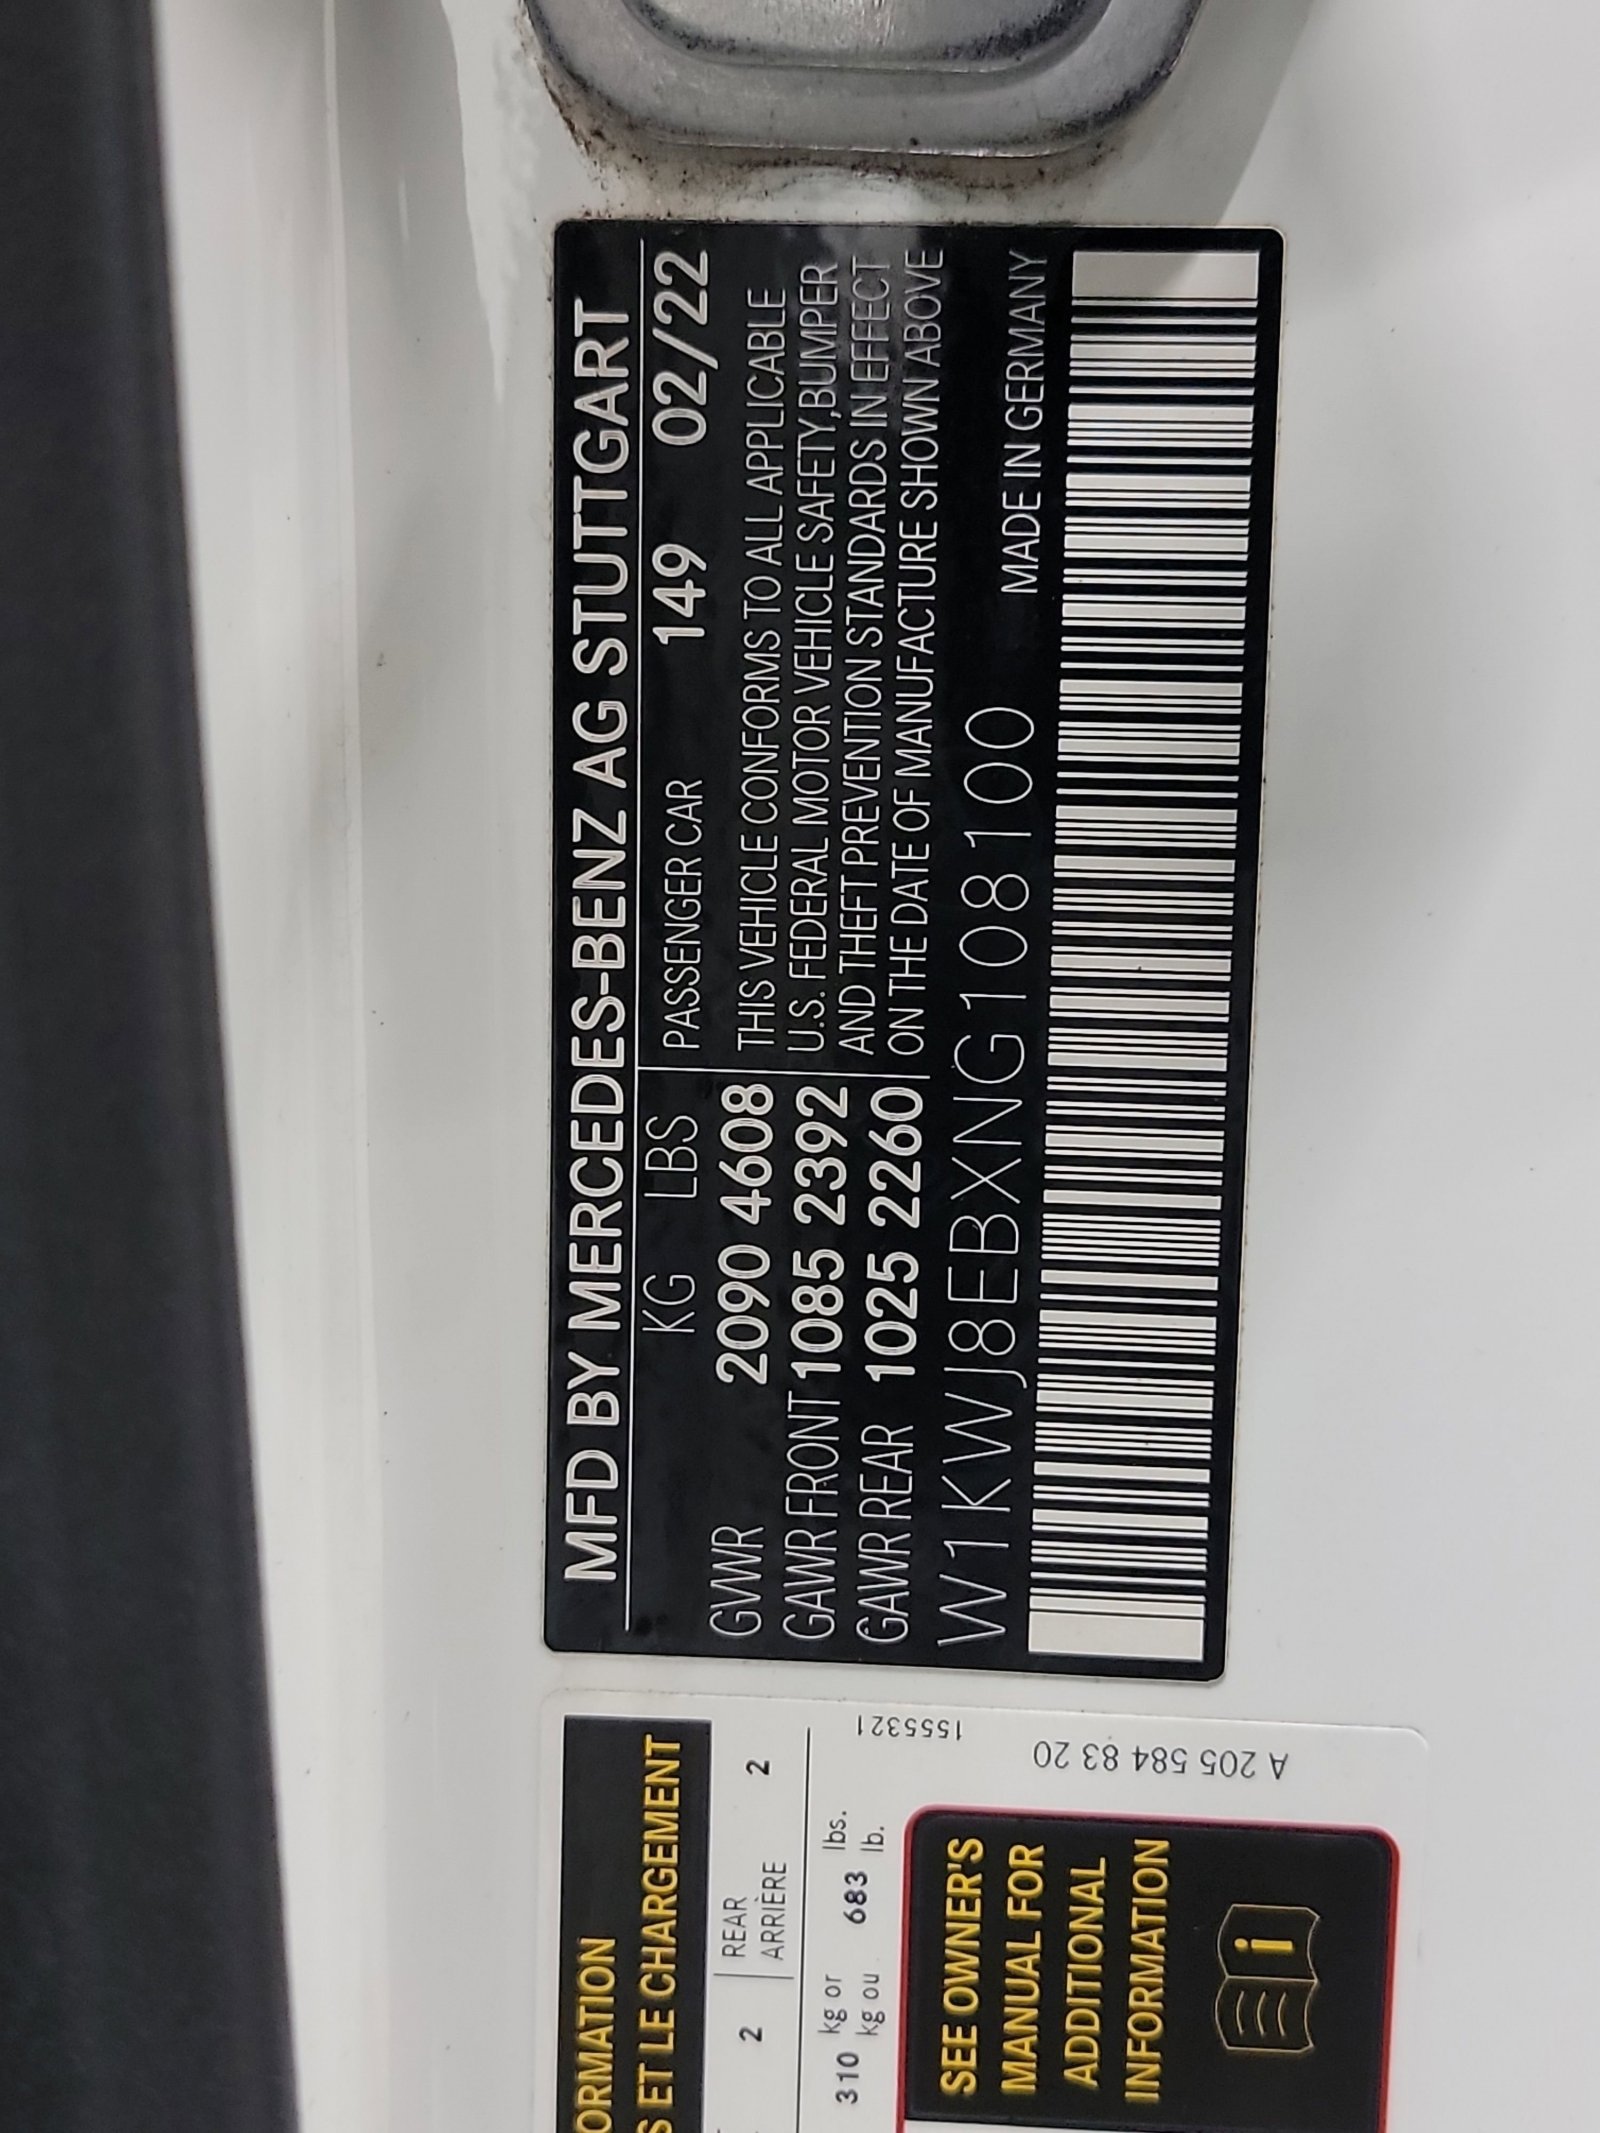 MFD BY MERCEDES-BENZ AG STUTTGART
KG LBS PASSENGER CAR 149 02/22
GVWR 2090 4608 THIS VEHICLE CONFORMS TO ALL APPLICABLE
U.S. FEDERAL MOTOR VEHICLE SAFETY,BUMPER
GAWR FRONT 1085 2392 AND THEFT PREVENTION STANDARDS IN EFFECT
GAWR REAR 1025 2260 ON THE DATE OF MANUFACTURE SHOWN ABOVE
W1KWJ8EBXNG108100 MADE IN GERMANY
ORMATION
S ET LE CHARGEMENT
2 REAR 2
ARRIÈRE
310 kg or 683 lbs.
kg ou lb.
1555321
A 205 584 83 20
SEE OWNER'S
MANUAL FOR
ADDITIONAL
INFORMATION
i